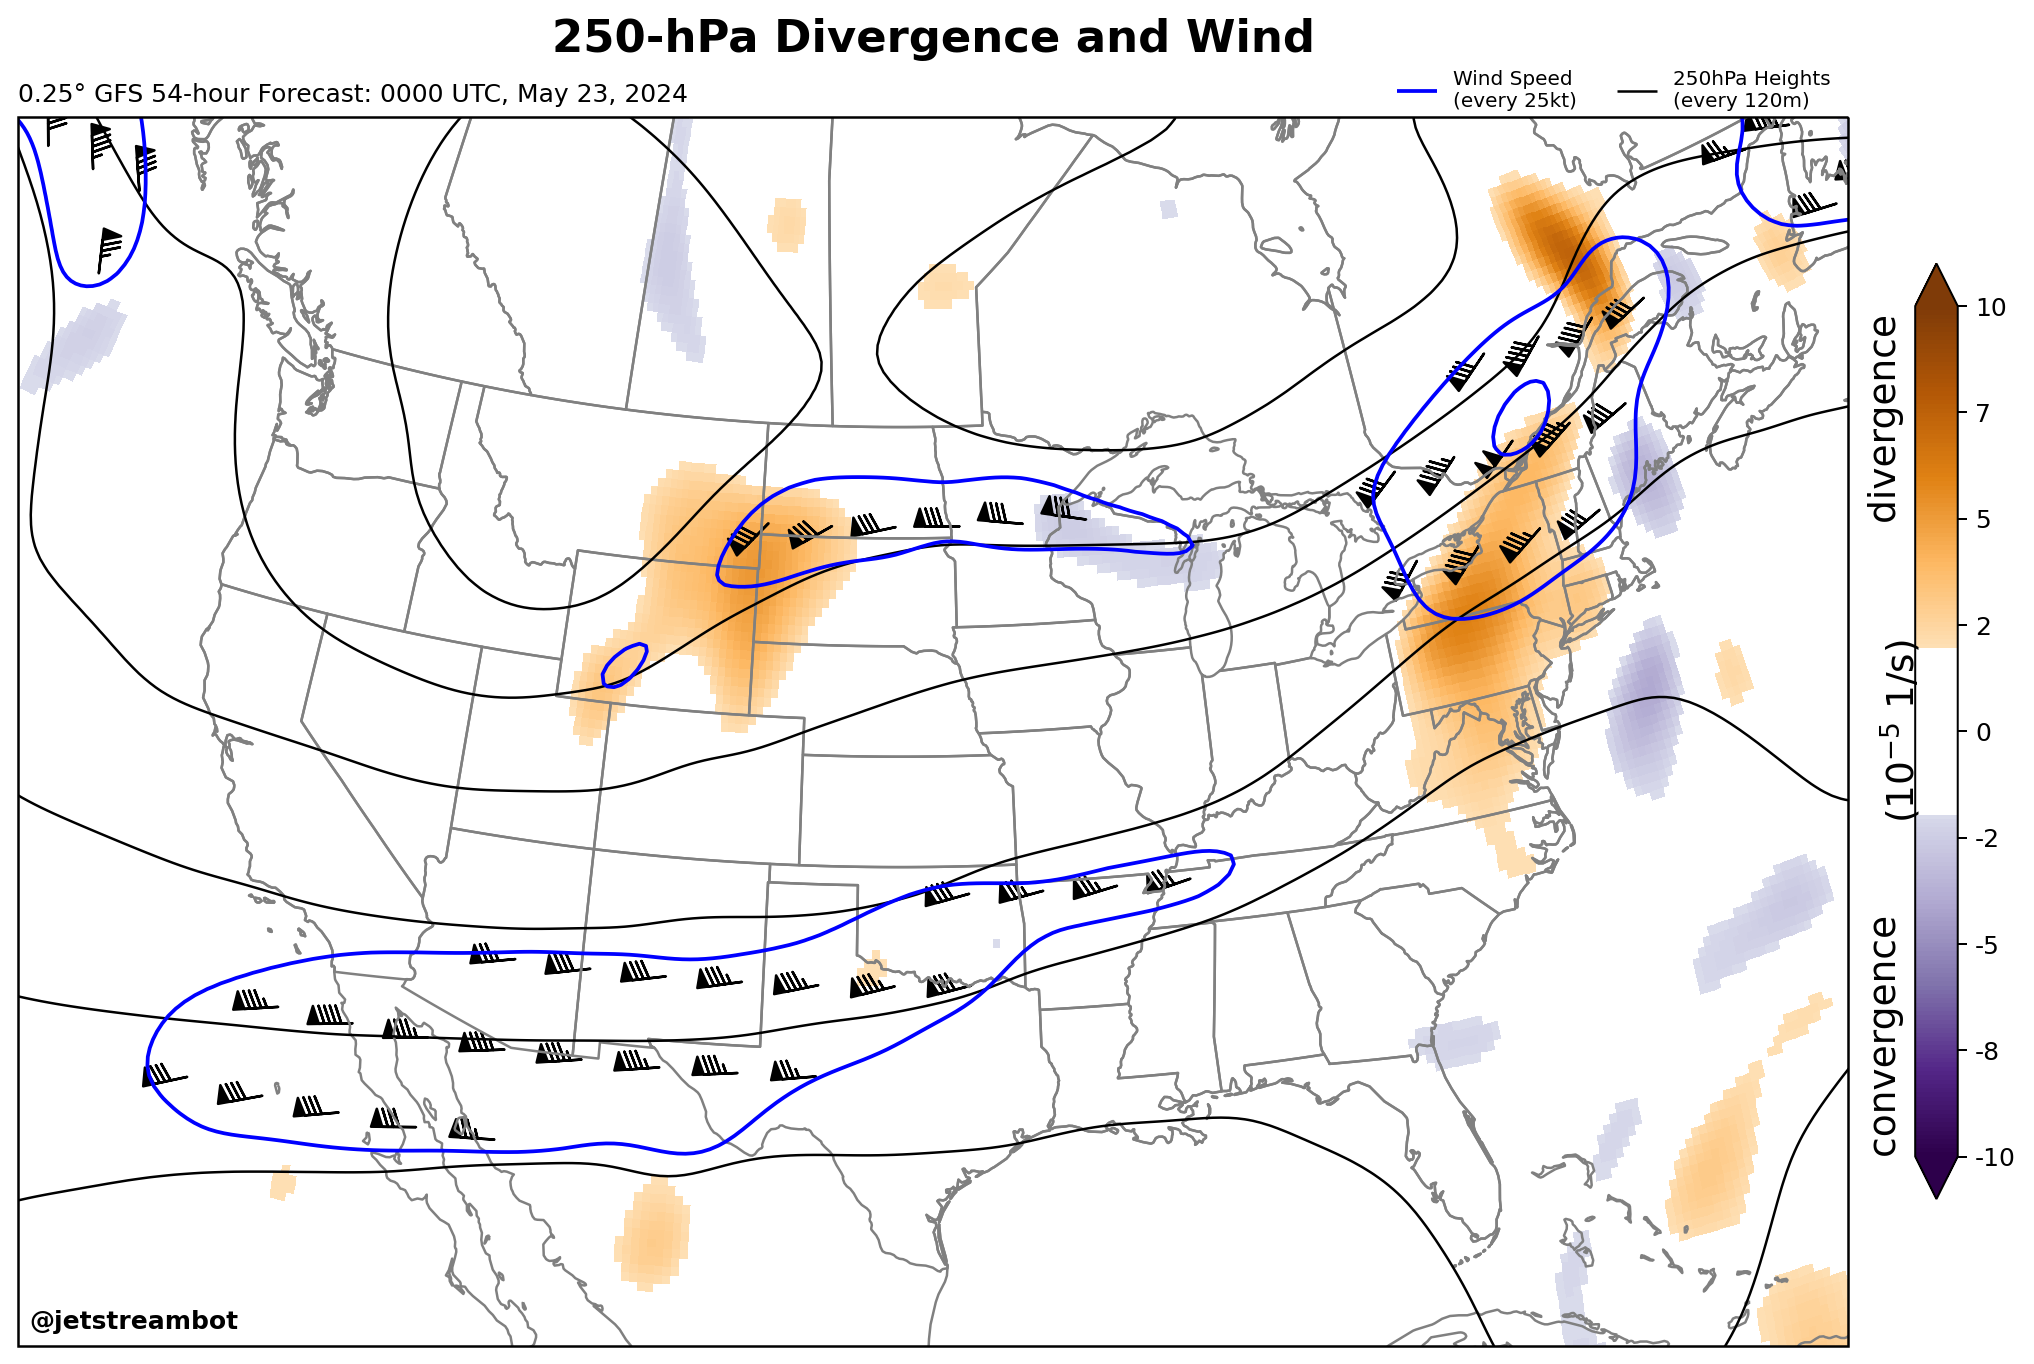 250-hPa Divergence and Wind
0.25° GFS 54-hour Forecast: 0000 UTC, May 23, 2024
Wind Speed
(every 25kt)
250hPa Heights
(every 120m)
divergence
(10⁻⁵ 1/s)
convergence
10
7
5
2
0
-2
-5
-8
-10
@jetstreambot